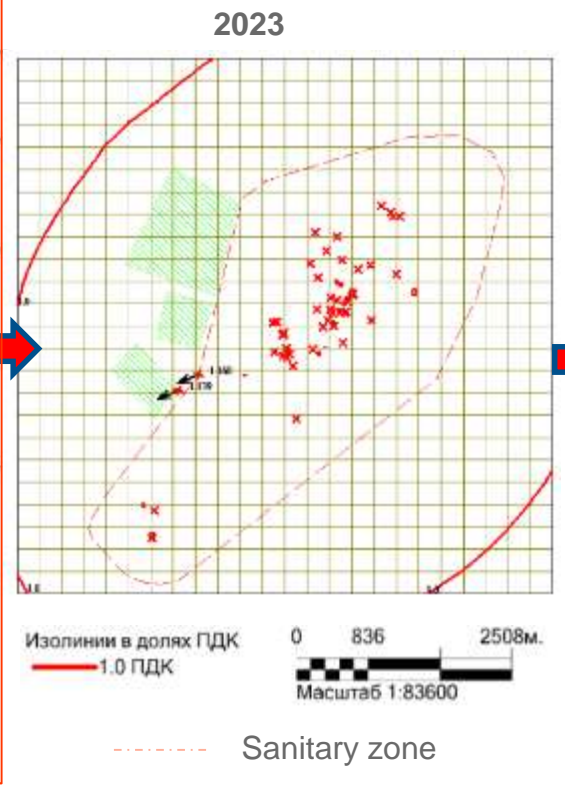 2023
Изолинии в долях ПДК
1.0 ПДК
0 836 2508м.
Масштаб 1:83600
Sanitary zone